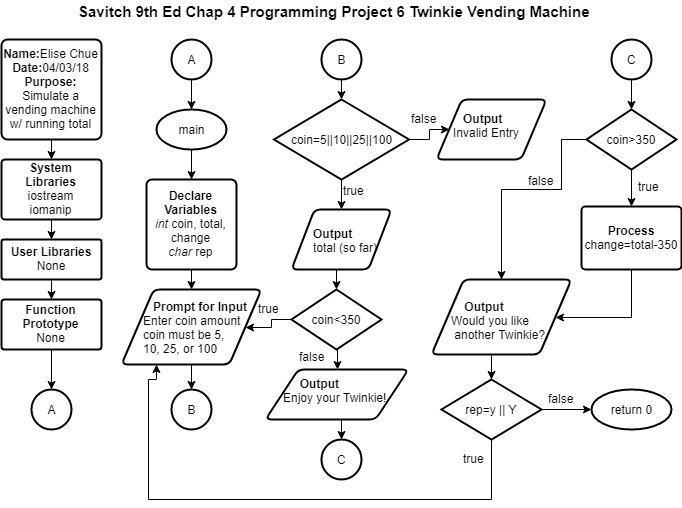 Savitch 9th Ed Chap 4 Programming Project 6 Twinkie Vending Machine
Name:Elise Chue
Date:04/03/18
Purpose:
Simulate a
vending machine
w/ running total
System
Libraries
iostream
iomanip
User Libraries
None
Function
Prototype
None
A
A
main
Declare
Variables
int coin, total,
change
char rep
Prompt for Input
Enter coin amount
coin must be 5,
10, 25, or 100
B
B
coin=5||10||25||100
false
Output
Invalid Entry
true
Output
total (so far)
coin<350
true
false
Output
Enjoy your Twinkie!
C
C
coin>350
false
true
Process
change=total-350
Output
Would you like
another Twinkie?
rep=y || Y
false
return 0
true